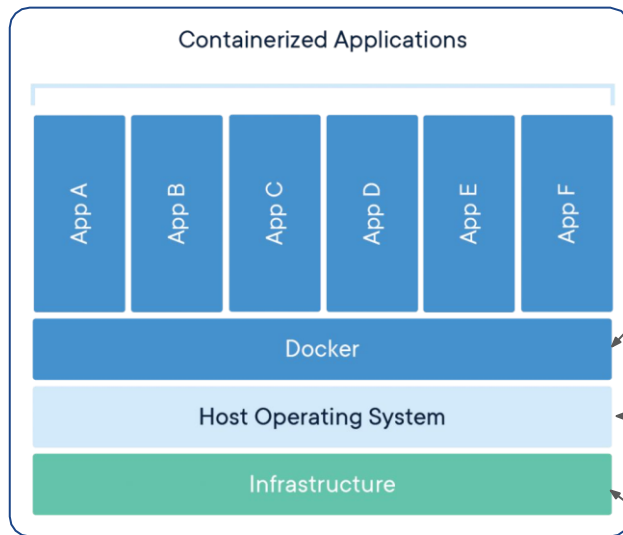 Containerized Applications
App A
App B
App C
App D
App E
App F
Docker
Host Operating System
Infrastructure